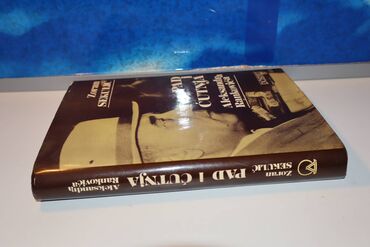 Zoran
SEKULIĆ
PAD I
ĆUTNJA
Aleksandra
Rankovića
Zoran
SEKULIĆ
PAD I ĆUTNJA
Aleksandra
Rankovića